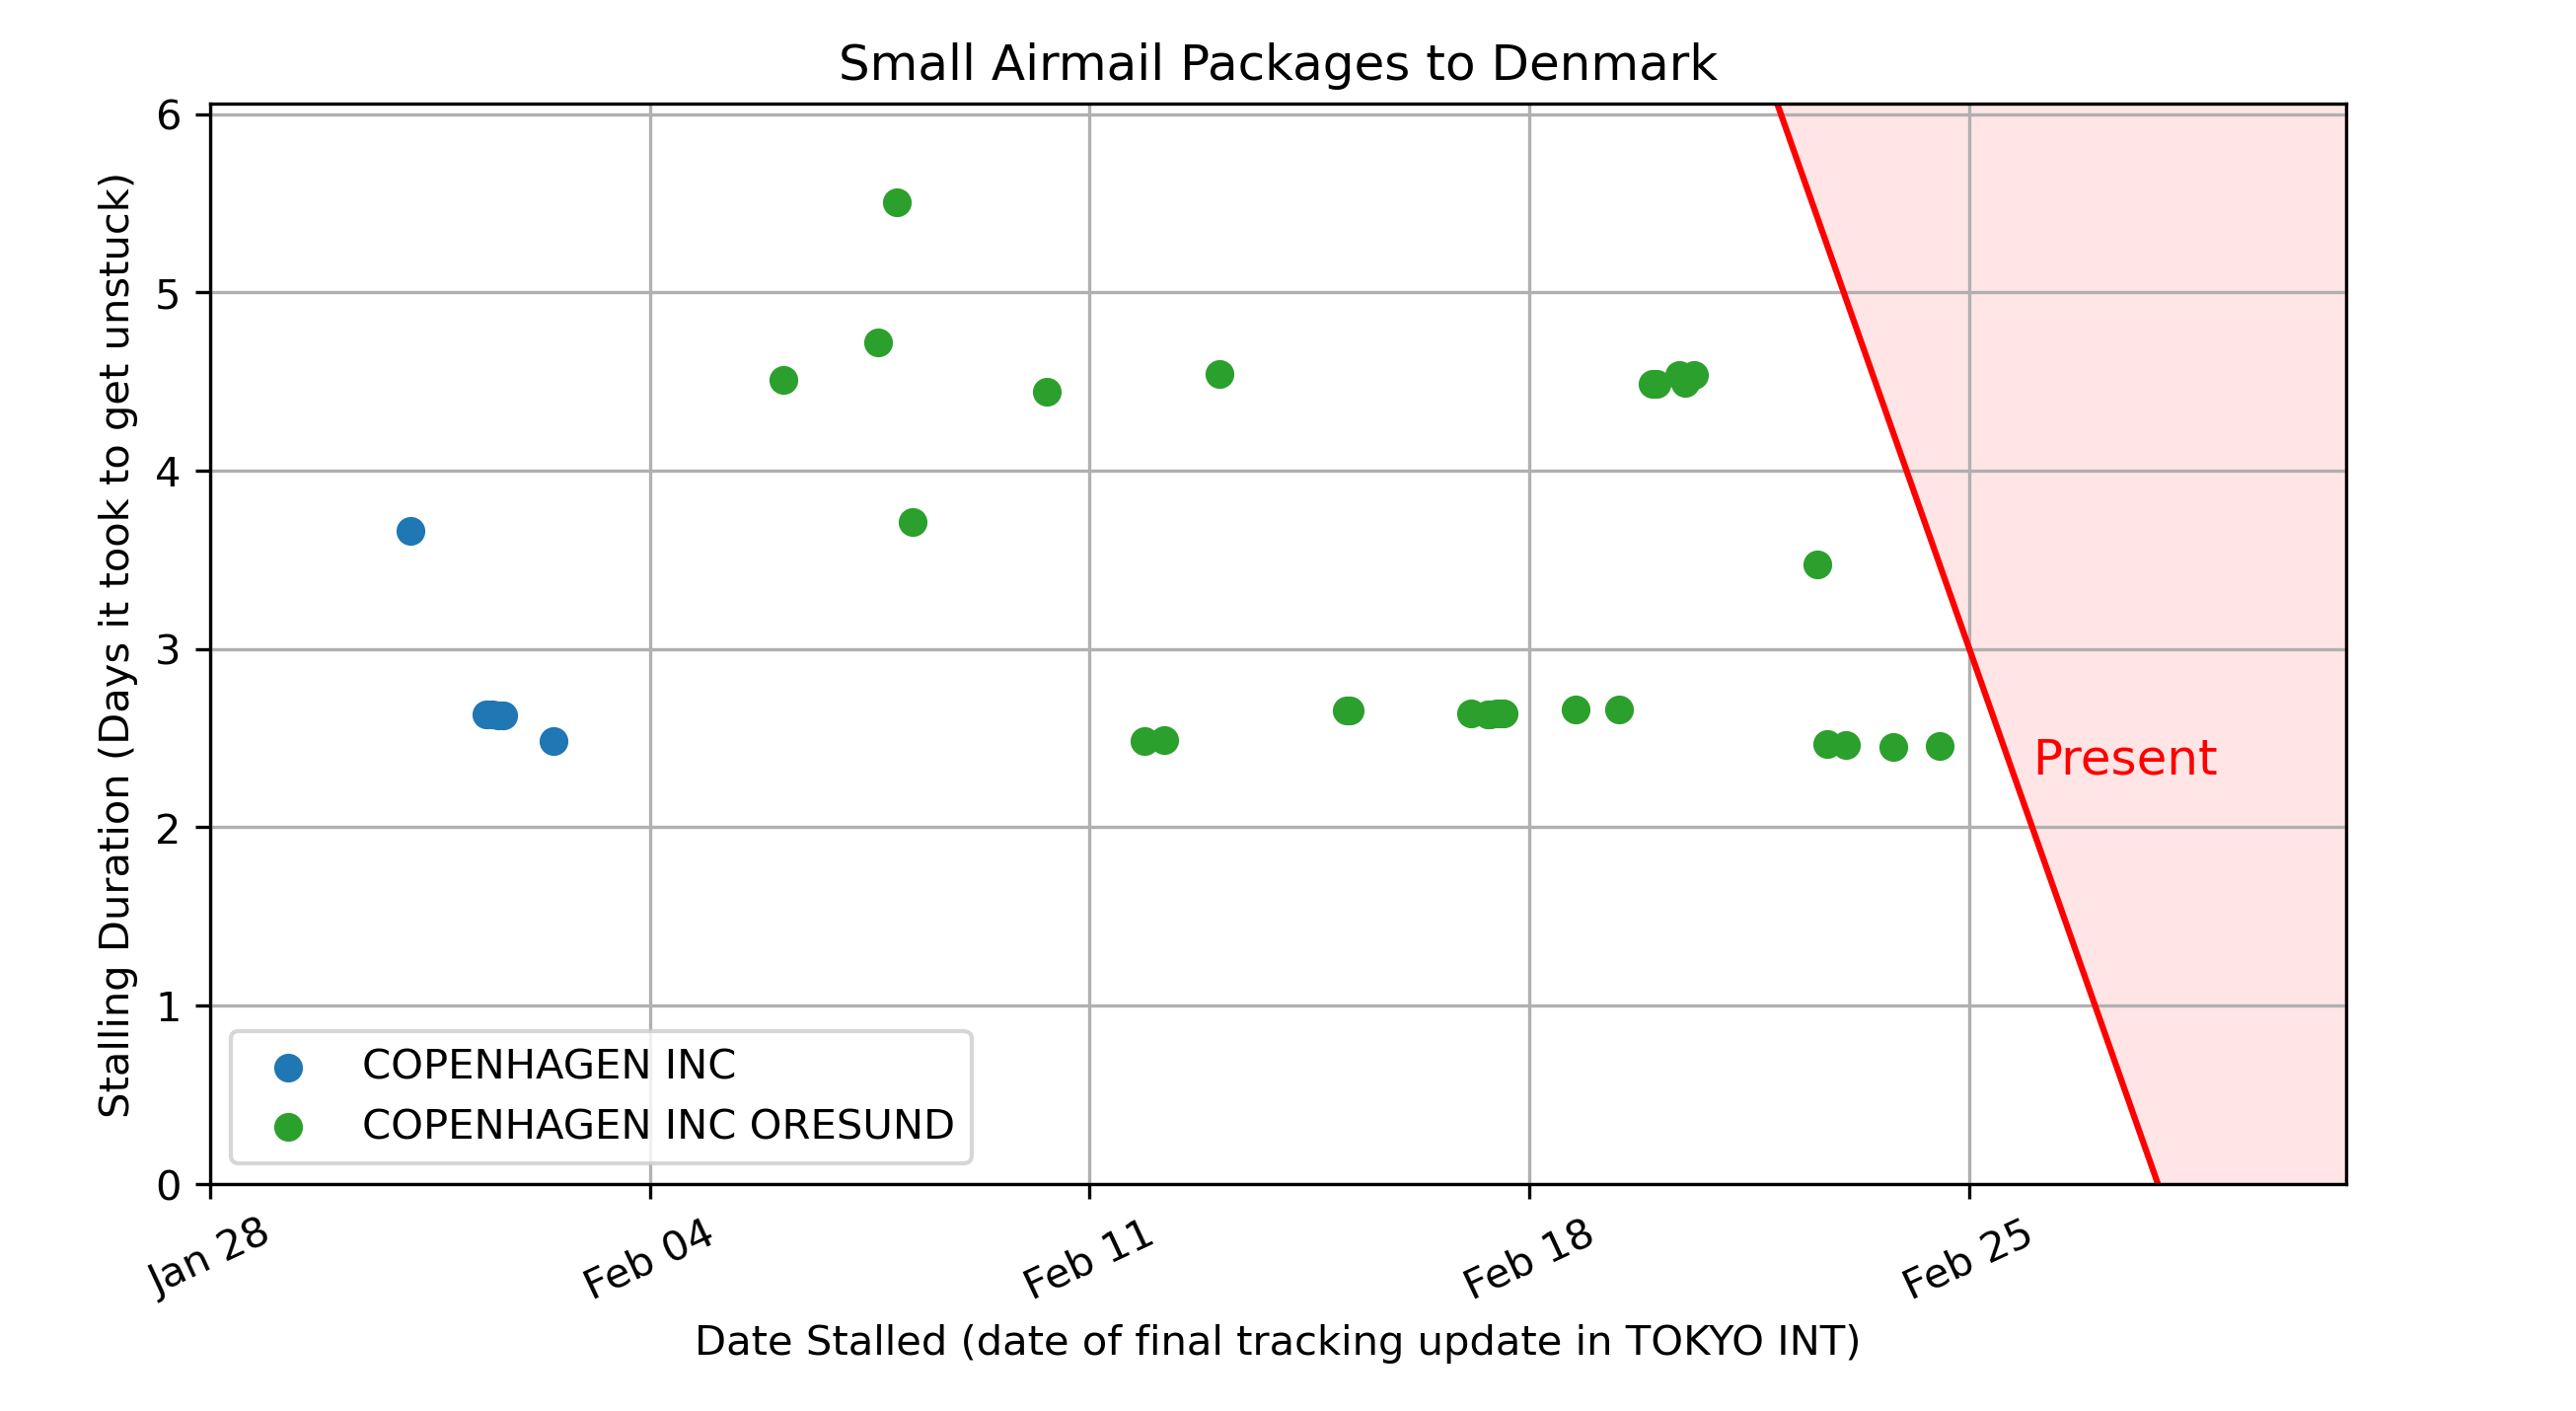 Small Airmail Packages to Denmark
Stalling Duration (Days it took to get unstuck)
6
5
4
3
2
1
0
Present
COPENHAGEN INC
COPENHAGEN INC ORESUND
Jan 28
Feb 04
Feb 11
Feb 18
Feb 25
Date Stalled (date of final tracking update in TOKYO INT)